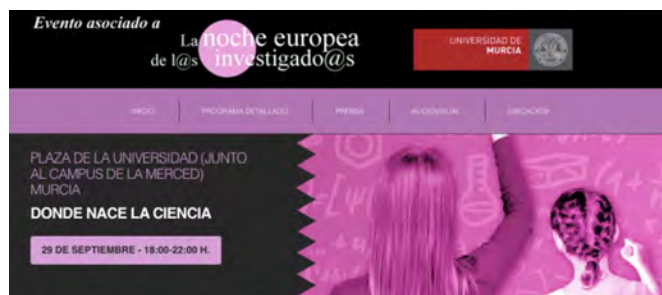 Evento asociado a
La noche europea
de l@s investigado@s
UNIVERSIDAD DE
MURCIA
INICIO PROGRAMA DETALLADO PRENSA AUDIOVISUAL UBICACIÓN
PLAZA DE LA UNIVERSIDAD (JUNTO
AL CAMPUS DE LA MERCED)
MURCIA
DONDE NACE LA CIENCIA
29 DE SEPTIEMBRE - 18:00-22:00 H.